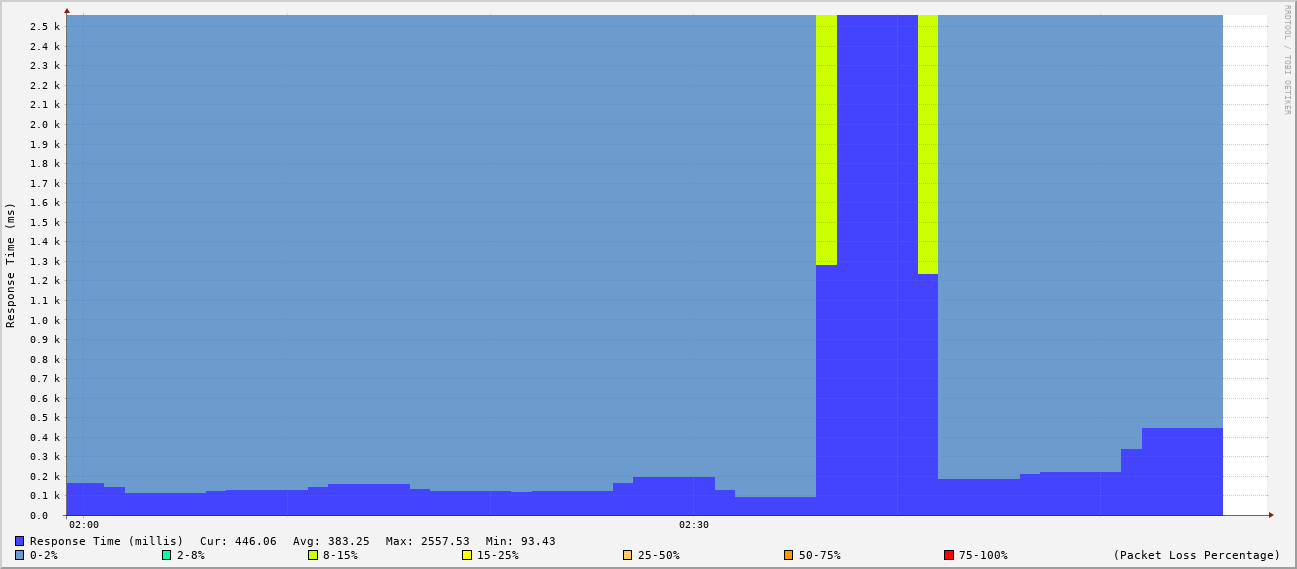 RRDTOOL / TOBI OETIKER
Response Time (ms)
2.5 k
2.4 k
2.3 k
2.2 k
2.1 k
2.0 k
1.9 k
1.8 k
1.7 k
1.6 k
1.5 k
1.4 k
1.3 k
1.2 k
1.1 k
1.0 k
0.9 k
0.8 k
0.7 k
0.6 k
0.5 k
0.4 k
0.3 k
0.2 k
0.1 k
0.0
02:00 02:30
Response Time (millis) Cur: 446.06 Avg: 383.25 Max: 2557.53 Min: 93.43
0-2% 2-8% 8-15% 15-25% 25-50% 50-75% 75-100% (Packet Loss Percentage)